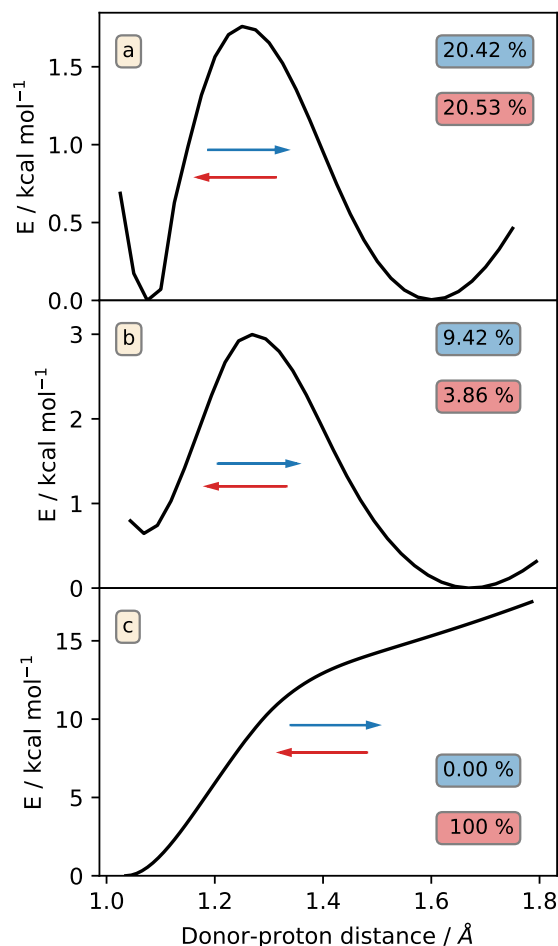 a
20.42 %
20.53 %
E / kcal mol⁻¹
1.5
1.0
0.5
0.0
b
9.42 %
3.86 %
E / kcal mol⁻¹
3
2
1
0
c
0.00 %
100 %
E / kcal mol⁻¹
15
10
5
0
1.0 1.2 1.4 1.6 1.8
Donor-proton distance / Å